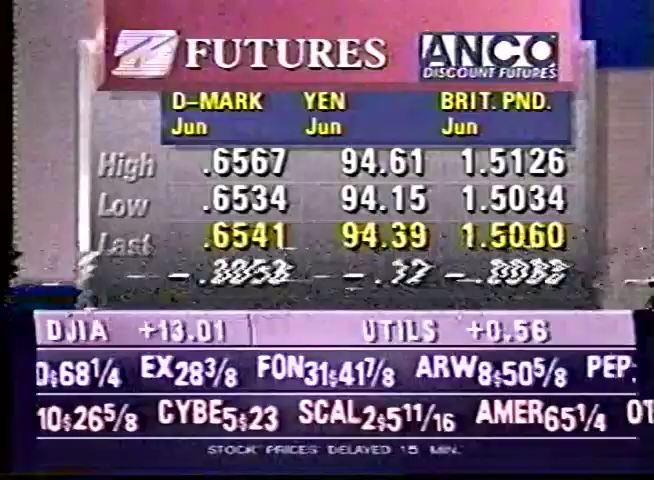 FUTURES ANCO
DISCOUNT FUTURES
D-MARK YEN BRIT. PND.
Jun Jun Jun
High .6567 94.61 1.5126
Low .6534 94.15 1.5034
Last .6541 94.39 1.5060
DJIA +13.01 UTILS +0.56
0$68¼ EX28⅜ FON31$41⅞ ARW8$50⅝ PEP
10$26⅝ CYBE5$23 SCAL2$5 11/16 AMER65¼ OT
STOCK PRICES DELAYED 15 MIN.